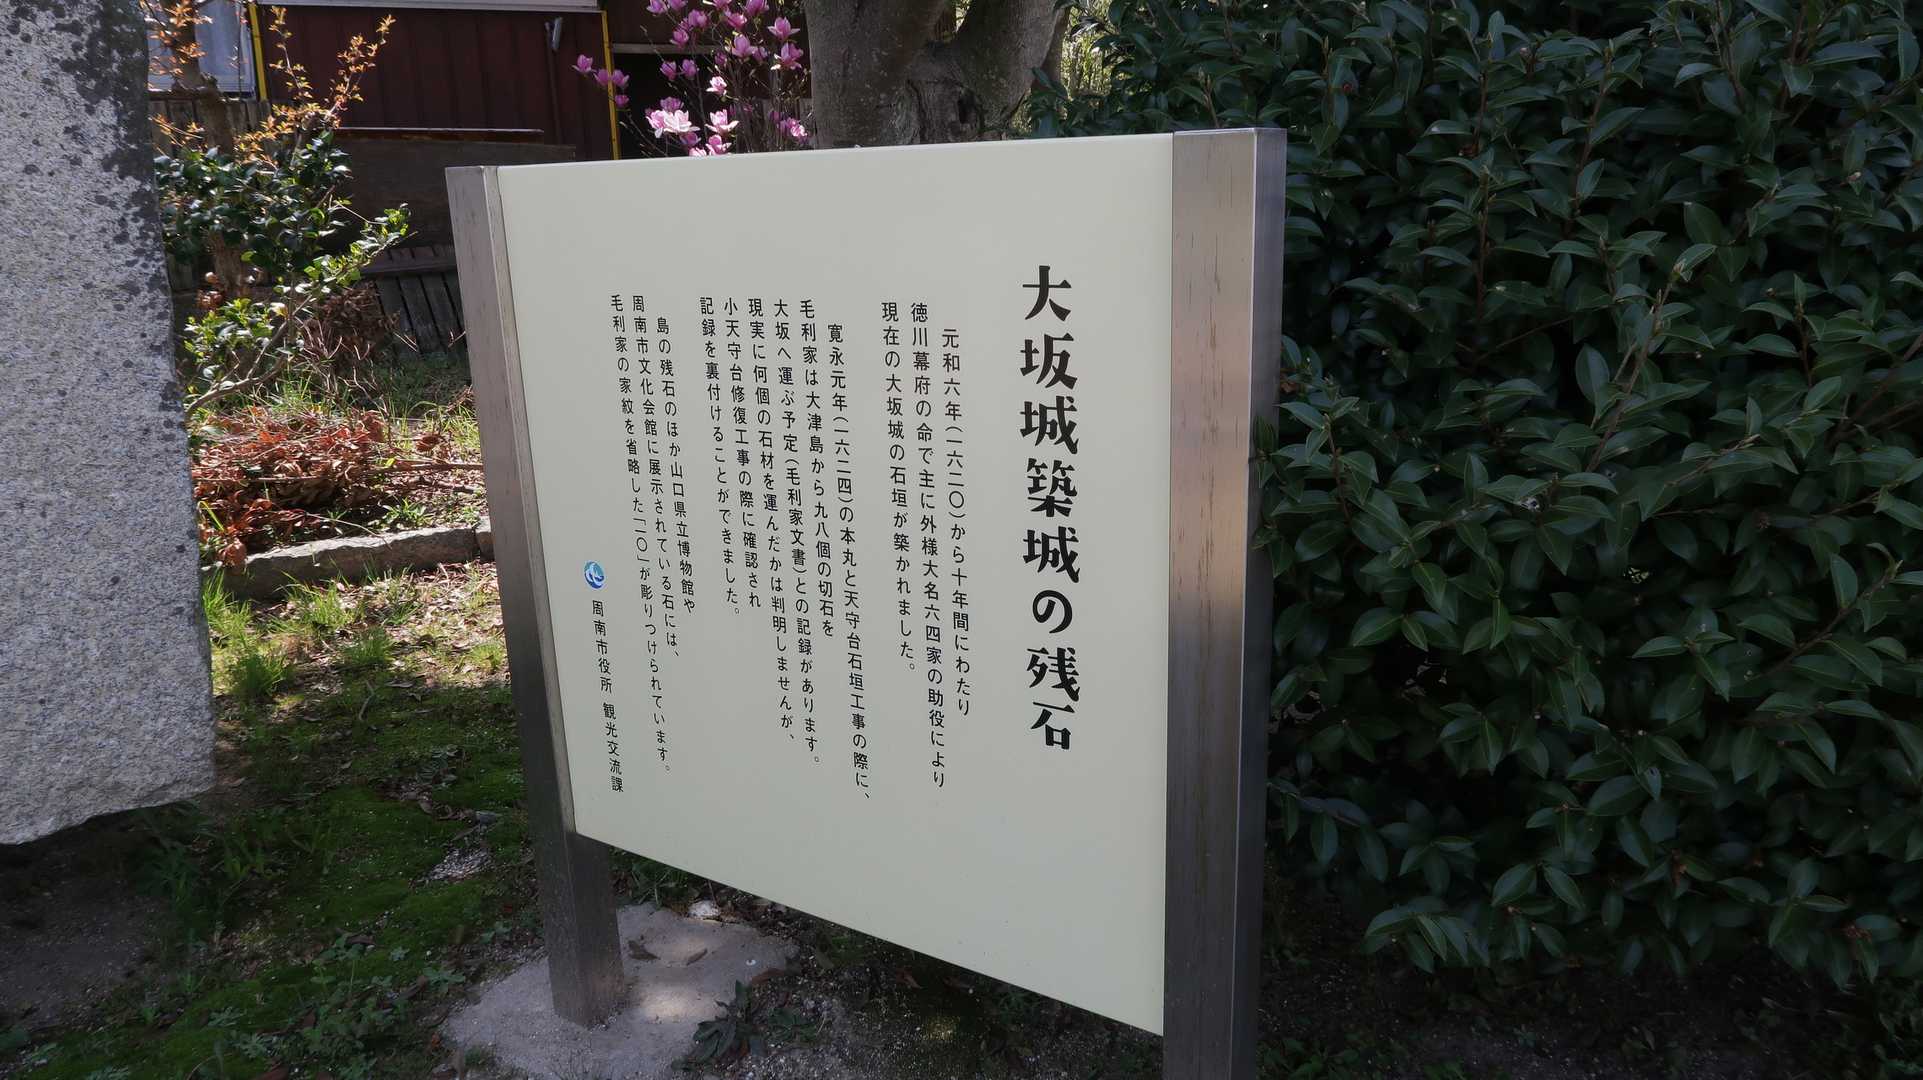 大坂城築城の残石
元和六年（一六二〇）から十年間にわたり
徳川幕府の命で主に外様大名六四家の助役により
現在の大坂城の石垣が築かれました。
寛永元年（一六二四）の本丸と天守台石垣工事の際に、
毛利家は大津島から九八個の切石を
大坂へ運ぶ予定（毛利家文書）との記録があります。
現実に何個の石材を運んだかは判明しませんが、
小天守台修復工事の際に確認され
記録を裏付けることができました。
島の残石のほか山口県立博物館や
周南市文化会館に展示されている石には、
毛利家の家紋を省略した「一〇」が彫りつけられています。
周南市役所 観光交流課